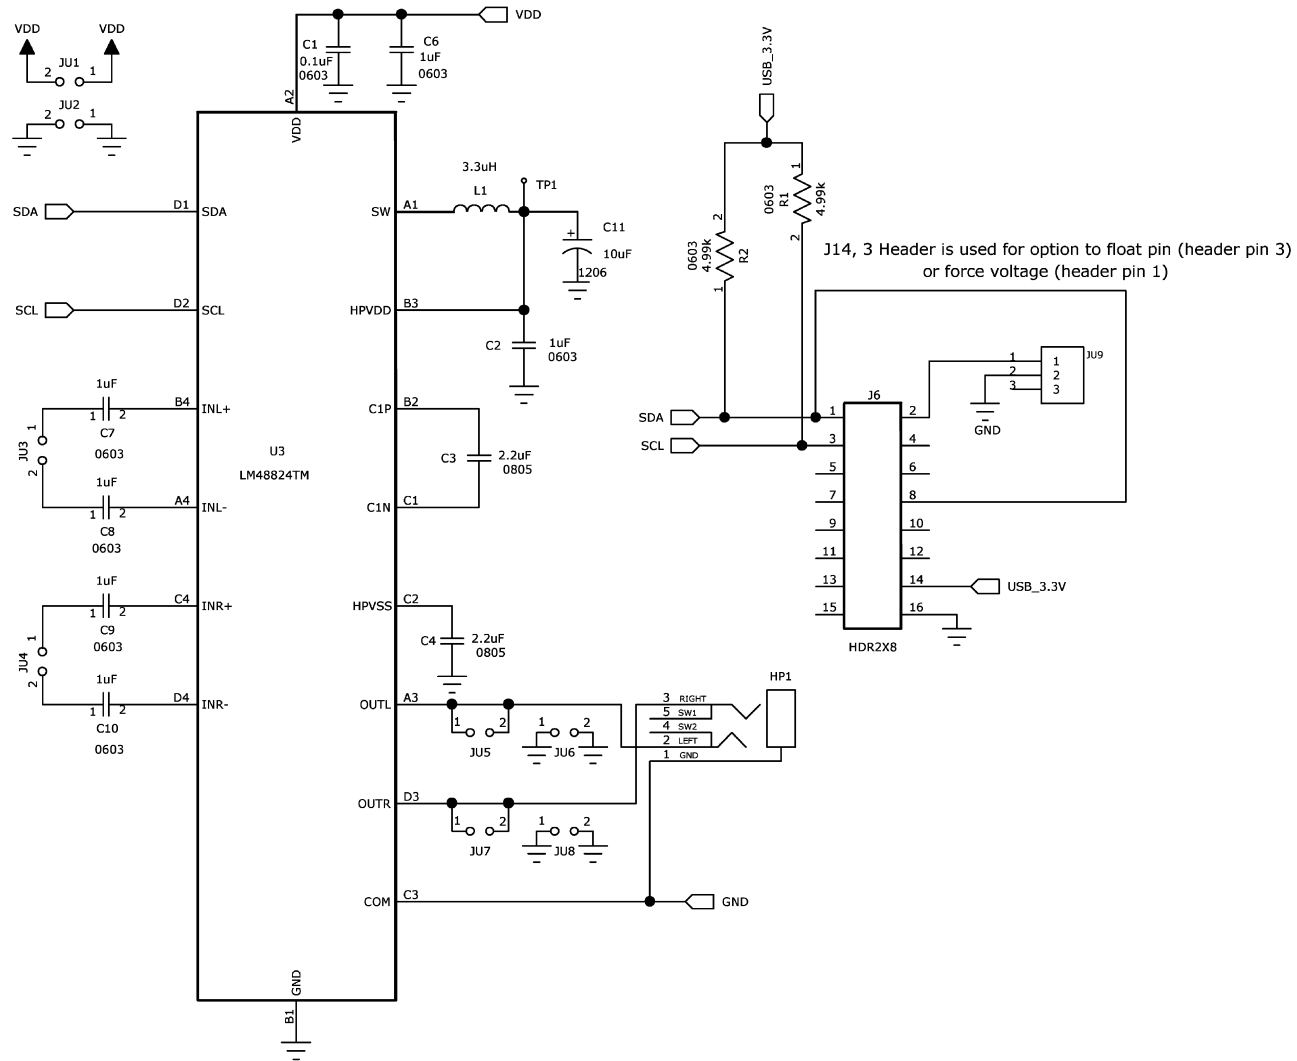 VDD
VDD
JU1
2
1
JU2
2
1
VDD
C1
0.1uF
0603
C6
1uF
0603
A2
VDD
SDA
D1
SDA
SCL
D2
SCL
1uF
B4
INL+
1
2
C7
0603
JU3
1
2
1uF
A4
INL-
1
2
C8
0603
1uF
C4
INR+
1
2
C9
0603
JU4
1
2
1uF
D4
INR-
1
2
C10
0603
U3
LM48824TM
SW
A1
3.3uH
L1
TP1
+
C11
10uF
1206
HPVDD
B3
C2
1uF
0603
C1P
B2
C3
2.2uF
0805
C1N
C1
HPVSS
C2
C4
2.2uF
0805
OUTL
A3
1
2
JU5
1
2
JU6
OUTR
D3
1
2
JU7
1
2
JU8
COM
C3
GND
GND
B1
HP1
3 RIGHT
5 SW1
4 SW2
2 LEFT
1 GND
USB_3.3V
1
0603
R1
4.99k
2
2
0603
4.99k
R2
1
J14, 3 Header is used for option to float pin (header pin 3)
or force voltage (header pin 1)
JU9
1 1
2 2
3 3
GND
SDA
SCL
J6
1 2
3 4
5 6
7 8
9 10
11 12
13 14
15 16
USB_3.3V
HDR2X8